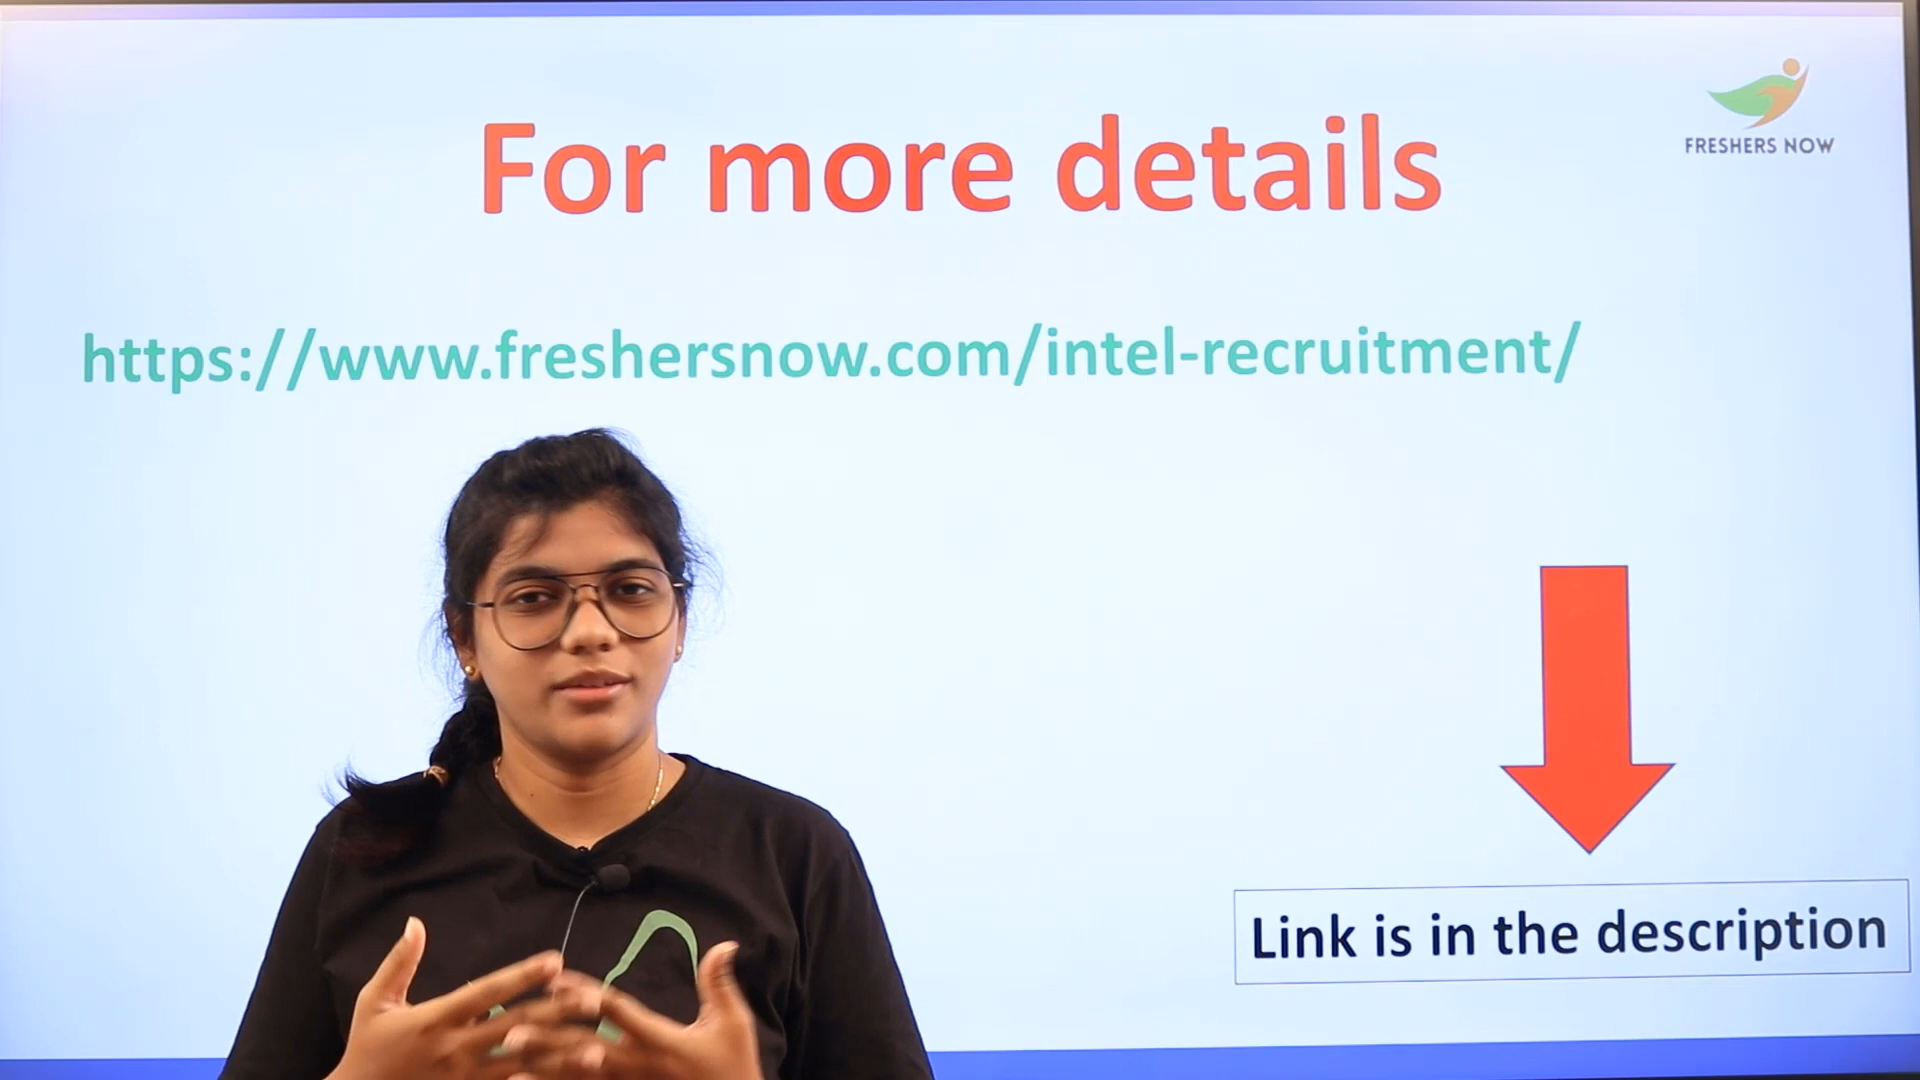 For more details
FRESHERS NOW
https://www.freshersnow.com/intel-recruitment/
Link is in the description